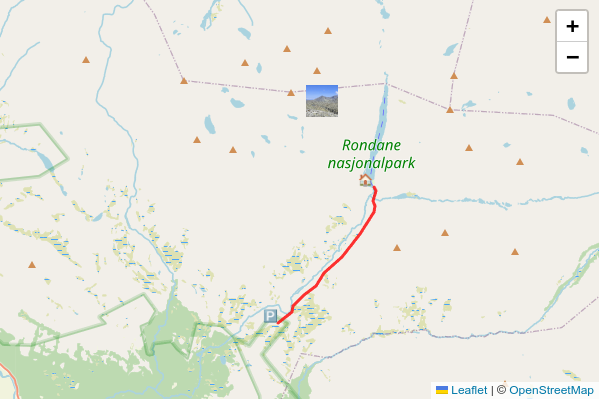 +
−
Rondane
nasjonalpark
P
Leaflet | © OpenStreetMap